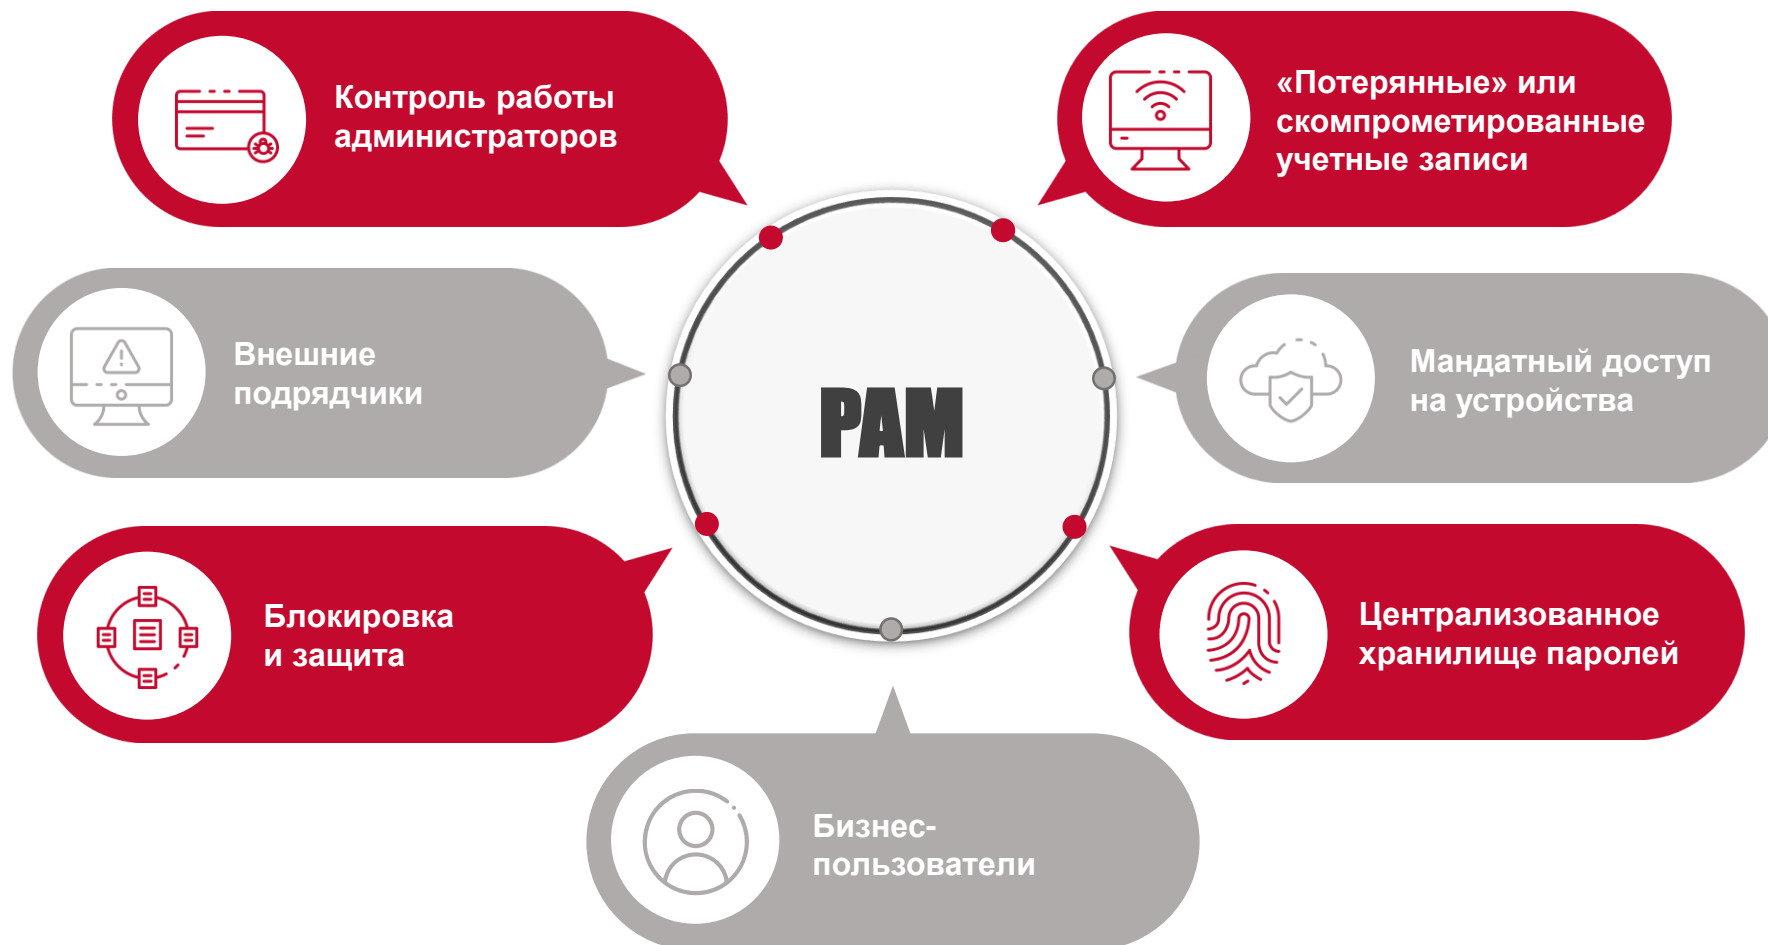 Контроль работы
администраторов
«Потерянные» или
скомпрометированные
учетные записи
Внешние
подрядчики
PAM
Мандатный доступ
на устройства
Блокировка
и защита
Централизованное
хранилище паролей
Бизнес-
пользователи